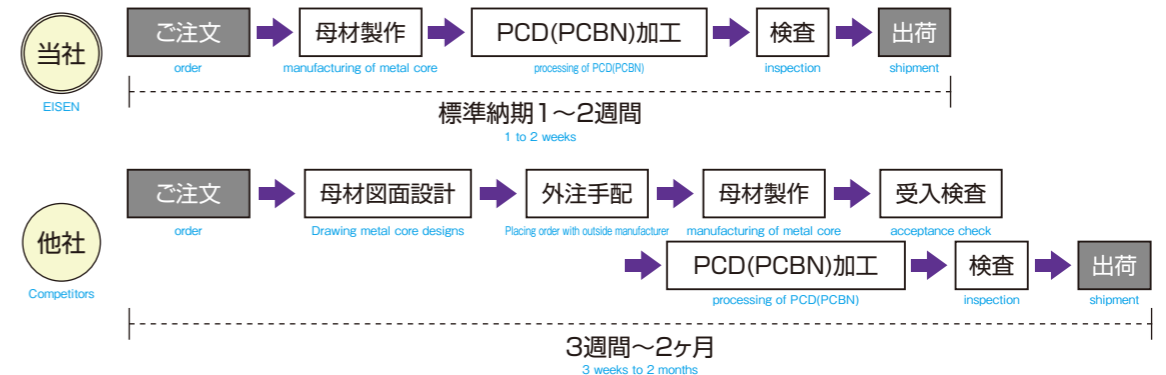 当社
EISEN
ご注文 母材製作 PCD(PCBN)加工 検査 出荷
order manufacturing of metal core processing of PCD(PCBN) inspection shipment
標準納期1～2週間
1 to 2 weeks
他社
Competitors
ご注文 母材図面設計 外注手配 母材製作 受入検査
order Drawing metal core designs Placing order with outside manufacturer manufacturing of metal core acceptance check
PCD(PCBN)加工 検査 出荷
processing of PCD(PCBN) inspection shipment
3週間～2ヶ月
3 weeks to 2 months